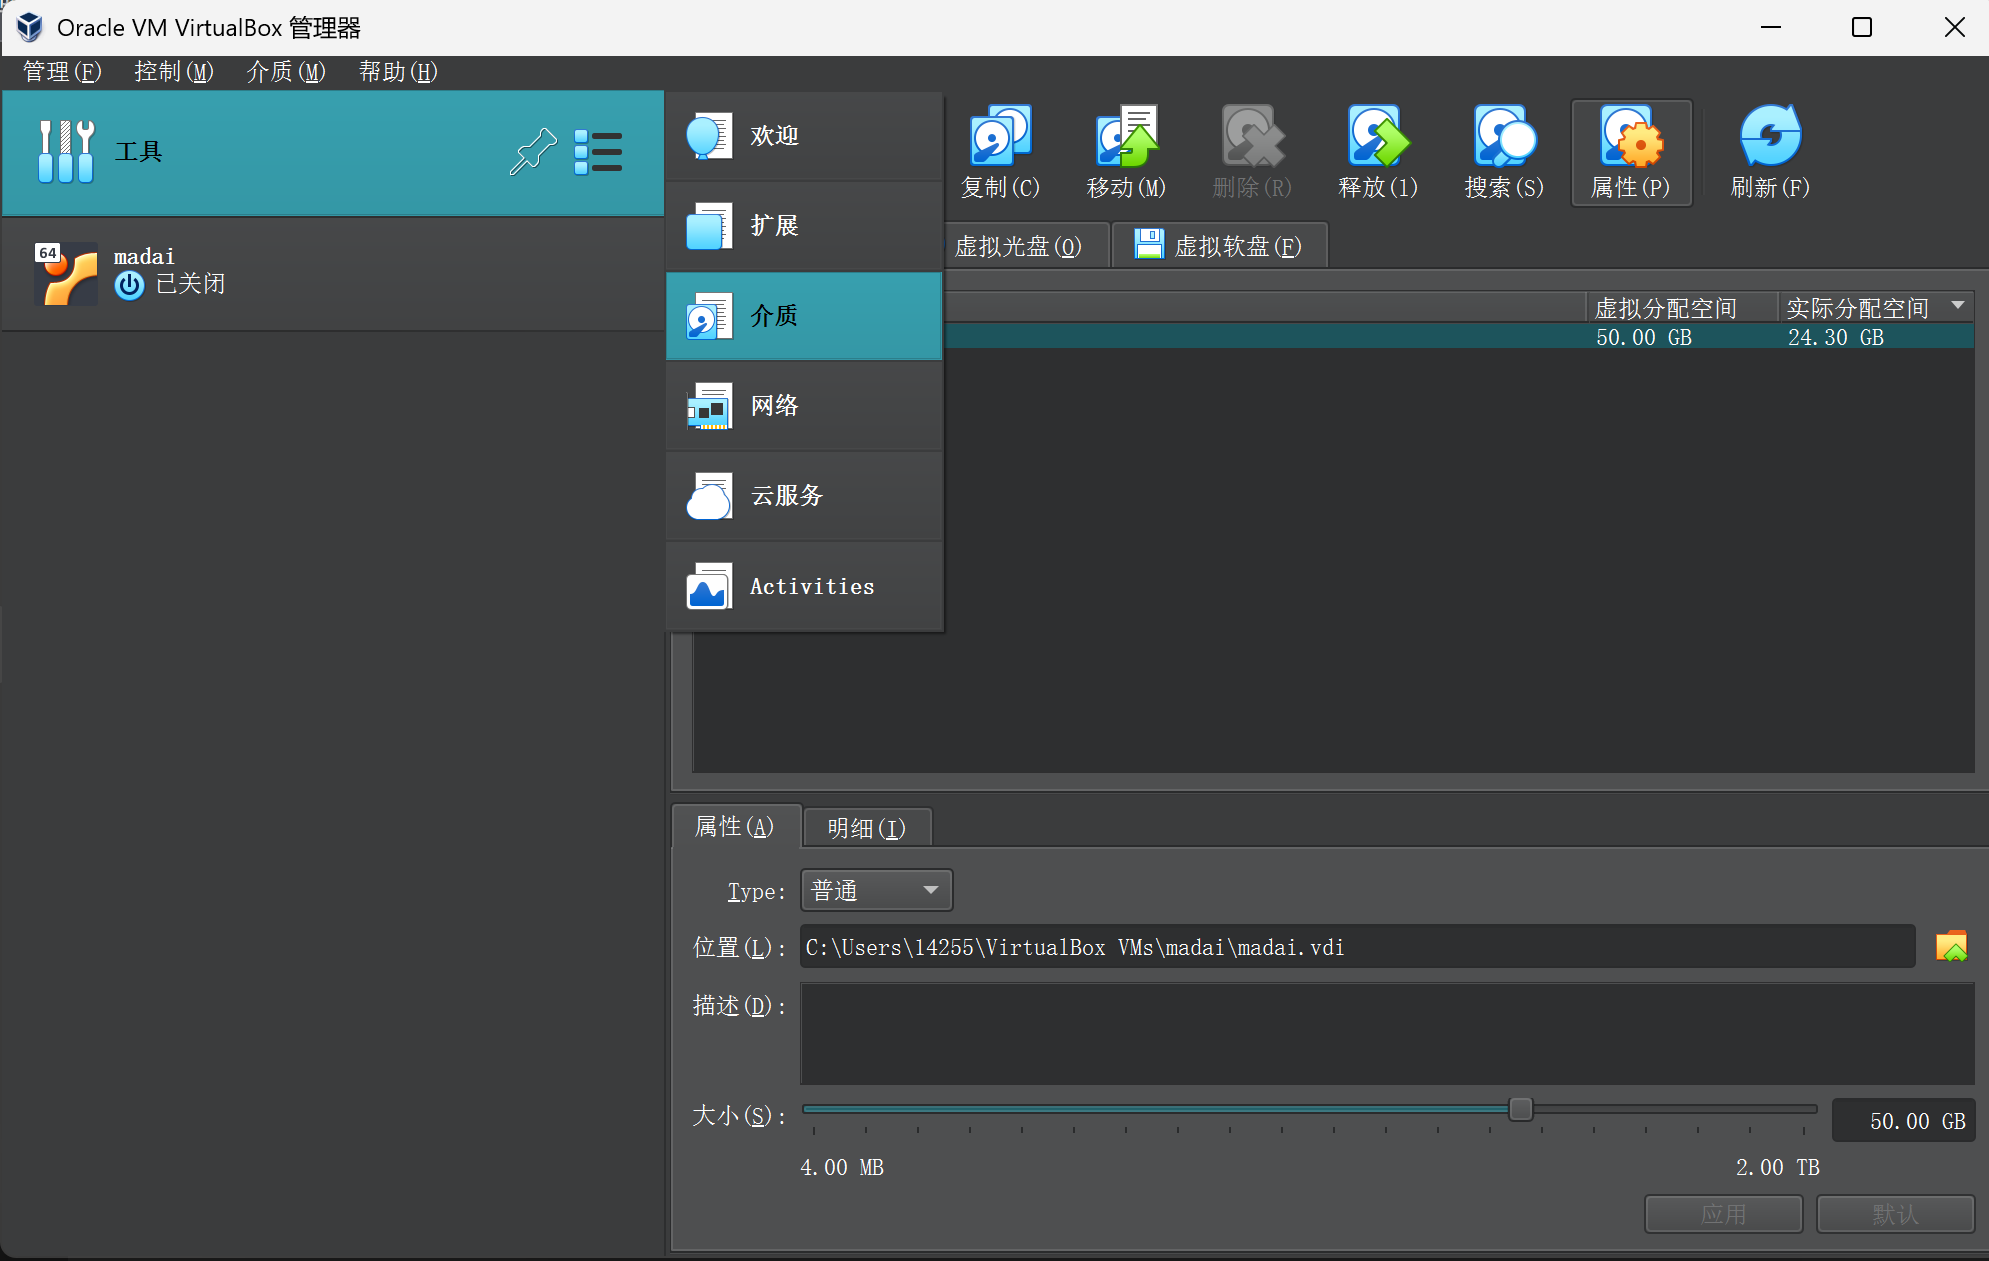 Oracle VM VirtualBox 管理器
管理(F) 控制(M) 介质(M) 帮助(H)
工具
64
madai
已关闭
欢迎
扩展
介质
网络
云服务
Activities
复制(C) 移动(M) 删除(R) 释放(l) 搜索(S) 属性(P) 刷新(F)
虚拟光盘(O) 虚拟软盘(F)
虚拟分配空间 实际分配空间
50.00 GB 24.30 GB
属性(A) 明细(I)
Type: 普通
位置(L): C:\Users\14255\VirtualBox VMs\madai\madai.vdi
描述(D):
大小(S): 50.00 GB
4.00 MB 2.00 TB
应用 默认